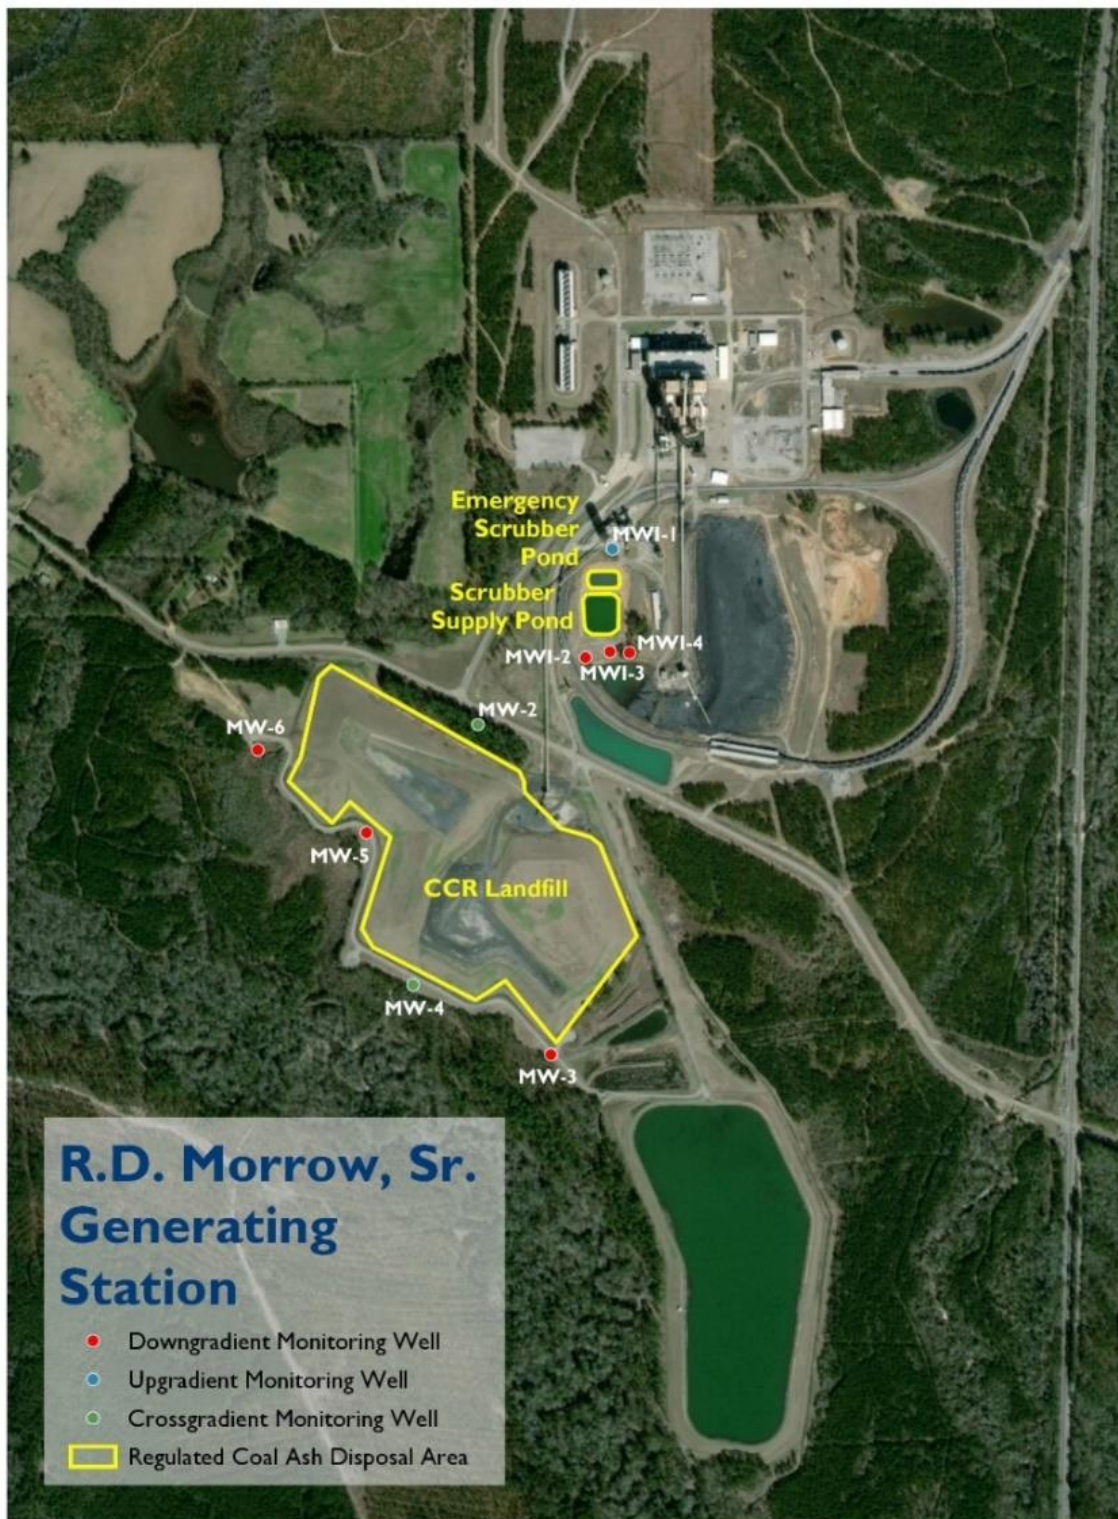 Emergency
Scrubber
Pond
MWI-1
Scrubber
Supply Pond
MWI-4
MWI-2
MWI-3
MW-2
MW-6
MW-5
CCR Landfill
MW-4
MW-3
R.D. Morrow, Sr.
Generating
Station
Downgradient Monitoring Well
Upgradient Monitoring Well
Crossgradient Monitoring Well
Regulated Coal Ash Disposal Area